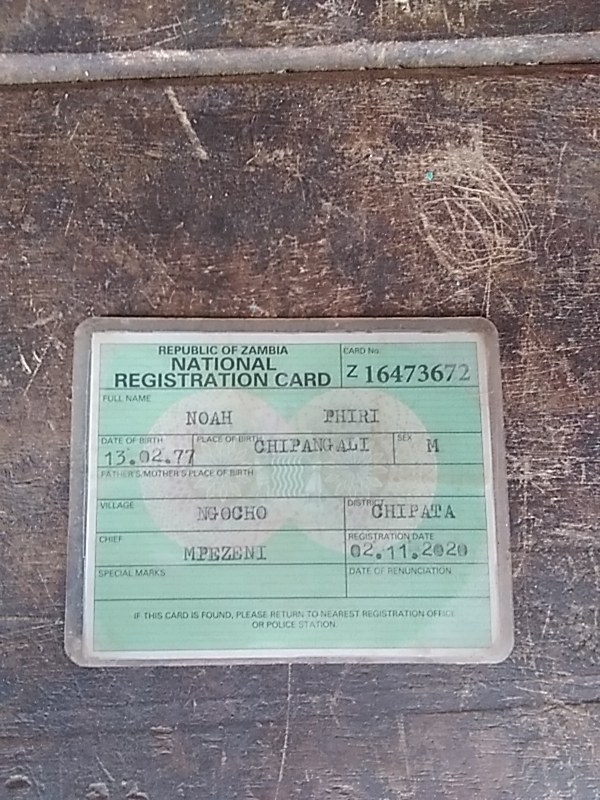 REPUBLIC OF ZAMBIA
NATIONAL
REGISTRATION CARD
CARD No.
Z 16473672
FULL NAME
NOAH PHIRI
DATE OF BIRTH PLACE OF BIRTH SEX
13.02.77 CHIPANGALI M
FATHER'S/MOTHER'S PLACE OF BIRTH
VILLAGE DISTRICT
NGOCHO CHIPATA
CHIEF REGISTRATION DATE
MPEZENI 02.11.2020
SPECIAL MARKS DATE OF RENUNCIATION
IF THIS CARD IS FOUND, PLEASE RETURN TO NEAREST REGISTRATION OFFICE
OR POLICE STATION.